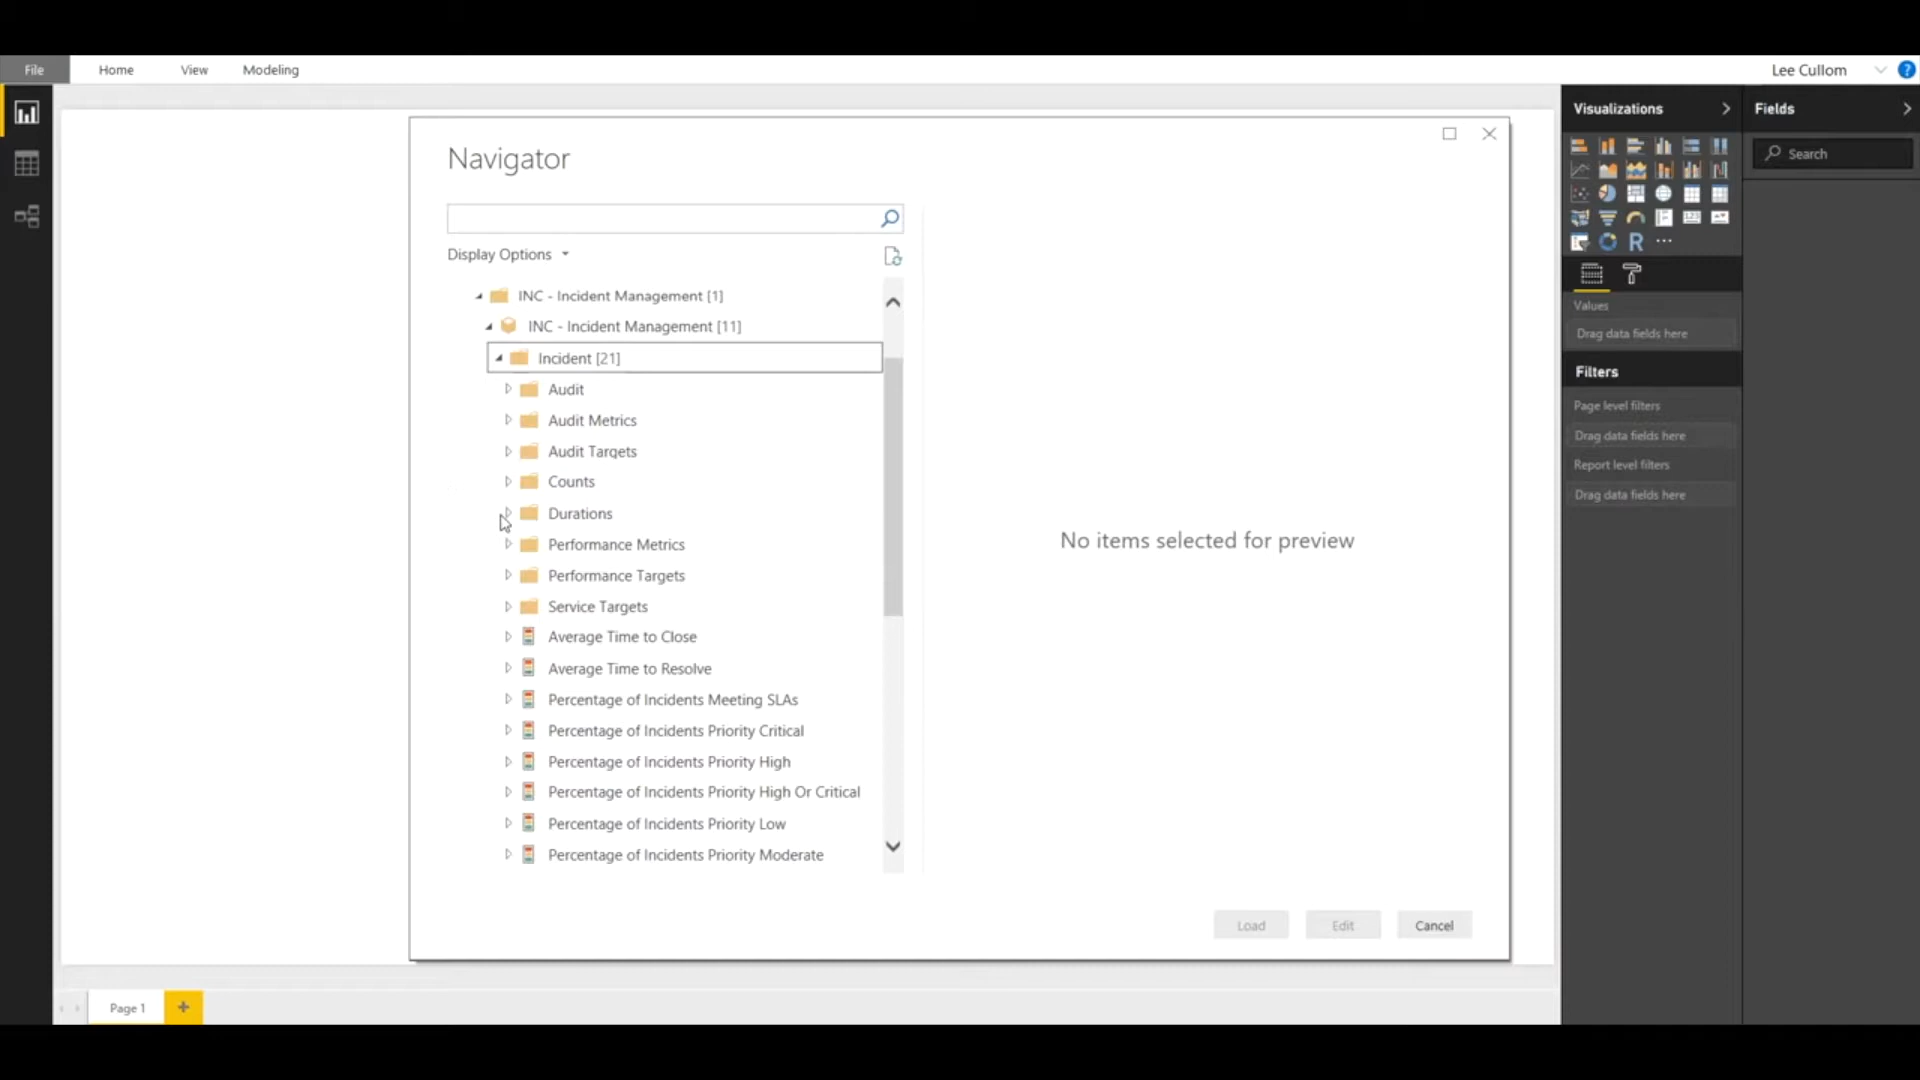 File Home View Modeling Lee Cullom ?
Visualizations Fields
Search
Navigator
Display Options
INC - Incident Management [1]
INC - Incident Management [11]
Incident [21]
Audit
Audit Metrics
Audit Targets
Counts
Durations
Performance Metrics
Performance Targets
Service Targets
Average Time to Close
Average Time to Resolve
Percentage of Incidents Meeting SLAs
Percentage of Incidents Priority Critical
Percentage of Incidents Priority High
Percentage of Incidents Priority High Or Critical
Percentage of Incidents Priority Low
Percentage of Incidents Priority Moderate
No items selected for preview
Load Edit Cancel
R ...
Values
Drag data fields here
Filters
Page level filters
Drag data fields here
Report level filters
Drag data fields here
Page 1 +